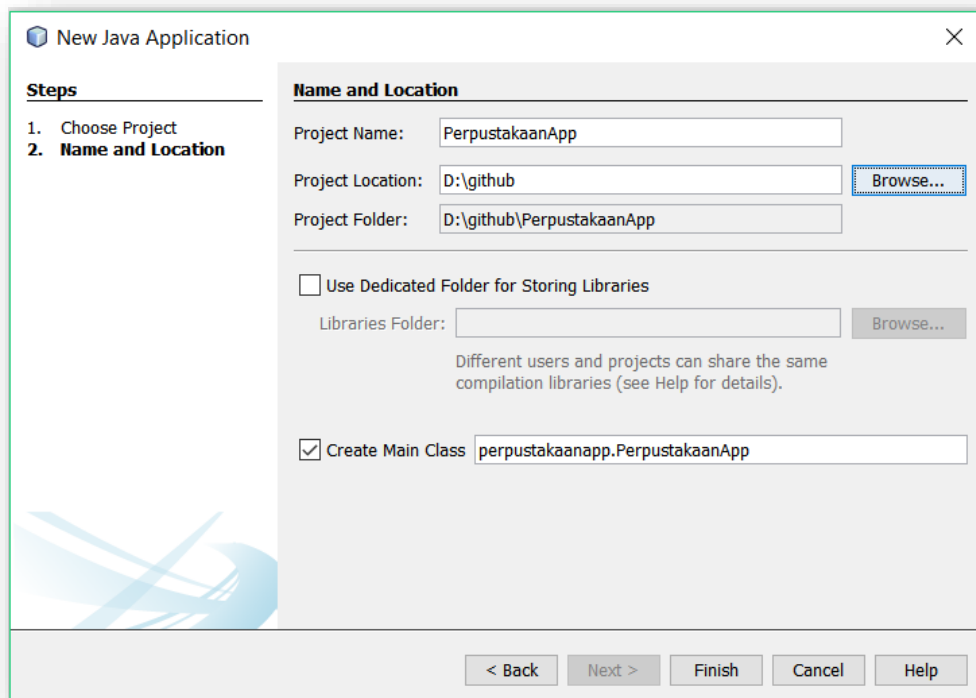 New Java Application
Steps
1. Choose Project
2. Name and Location
Name and Location
Project Name: PerpustakaanApp
Project Location: D:\github Browse...
Project Folder: D:\github\PerpustakaanApp
Use Dedicated Folder for Storing Libraries
Libraries Folder: Browse...
Different users and projects can share the same
compilation libraries (see Help for details).
Create Main Class perpustakaanapp.PerpustakaanApp
< Back Next > Finish Cancel Help